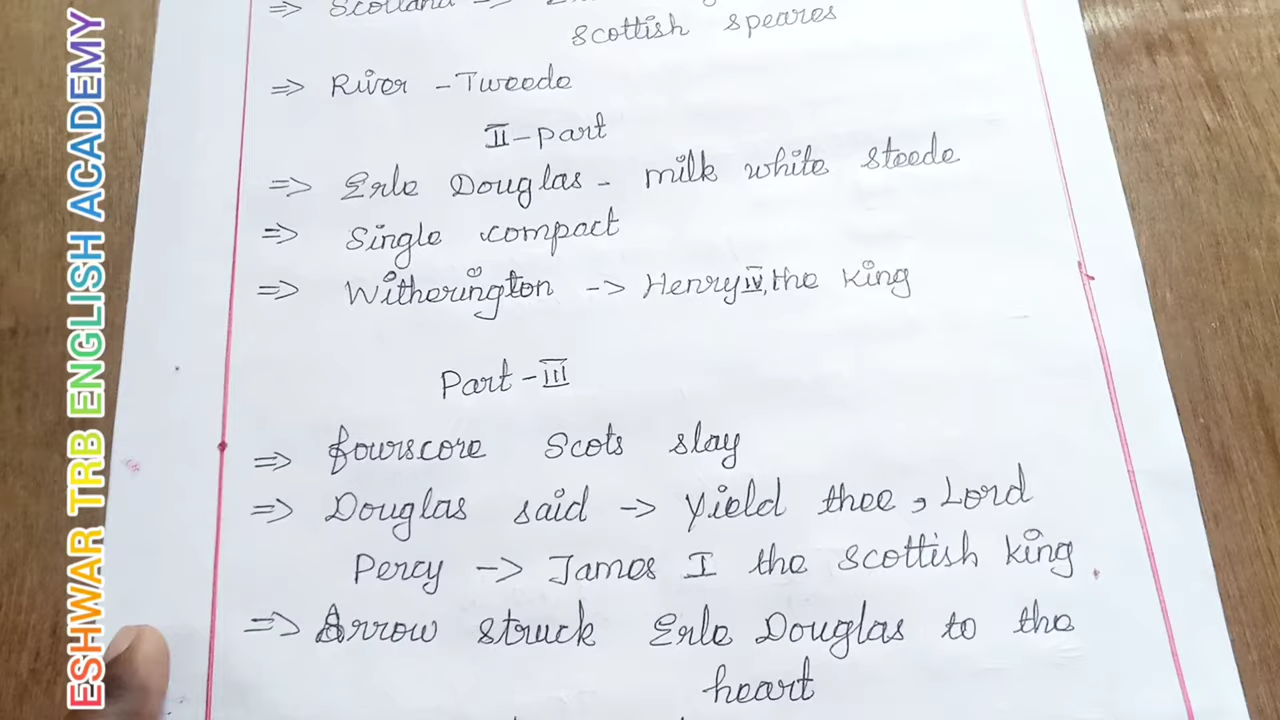 ⇒ Scotland ->
Scottish speares
⇒ River - Tweede
II - part
⇒ Erle Douglas - milk white steede
⇒ Single compact
⇒ Witherington -> Henry IV, the King
Part - III
⇒ fourscore Scots slay
⇒ Douglas said -> Yield thee, Lord
Percy -> James I the Scottish King
⇒ Arrow struck Erle Douglas to the
heart
ESHWAR TRB ENGLISH ACADEMY